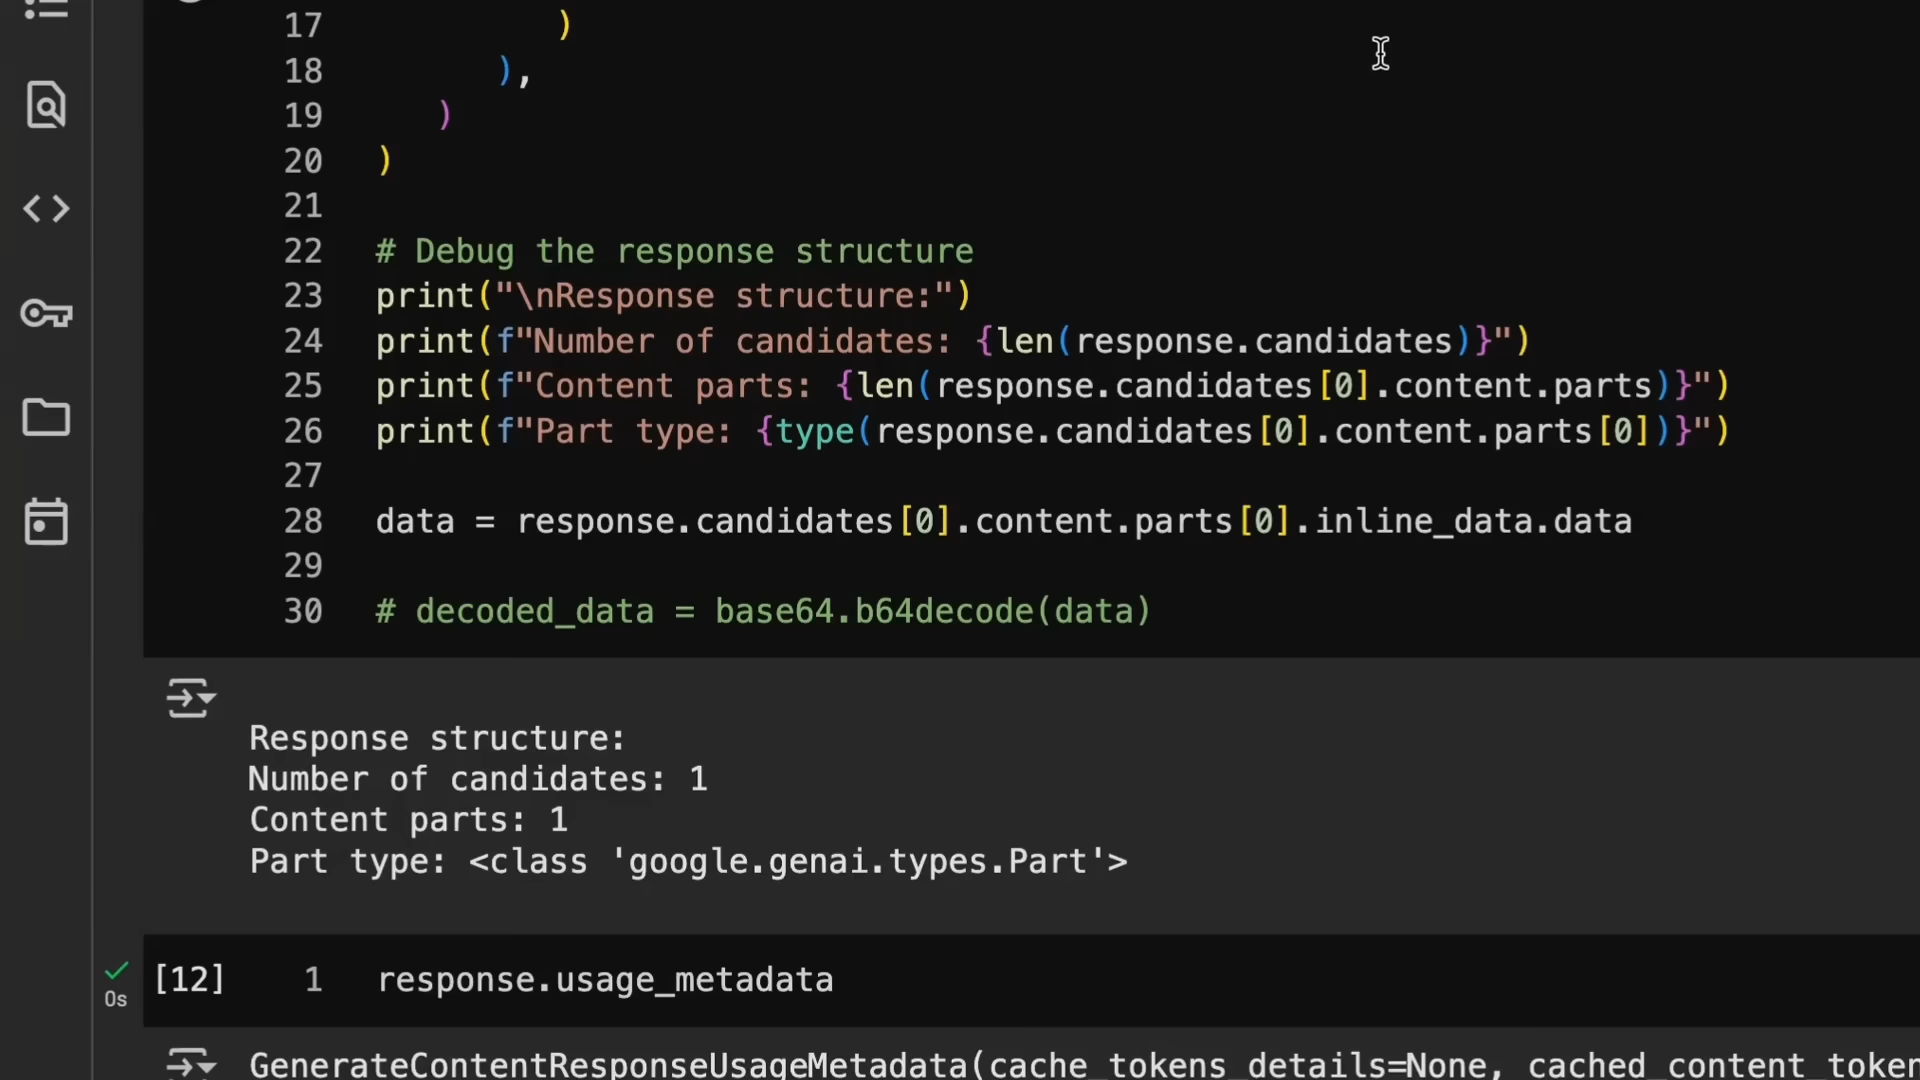 17 )
18 ),
19 )
20 )
21
22 # Debug the response structure
23 print("\nResponse structure:")
24 print(f"Number of candidates: {len(response.candidates)}")
25 print(f"Content parts: {len(response.candidates[0].content.parts)}")
26 print(f"Part type: {type(response.candidates[0].content.parts[0])}")
27
28 data = response.candidates[0].content.parts[0].inline_data.data
29
30 # decoded_data = base64.b64decode(data)
Response structure:
Number of candidates: 1
Content parts: 1
Part type: <class 'google.genai.types.Part'>
[12] 1 response.usage_metadata
0s
GenerateContentResponseUsageMetadata(cache_tokens_details=None, cached_content_token